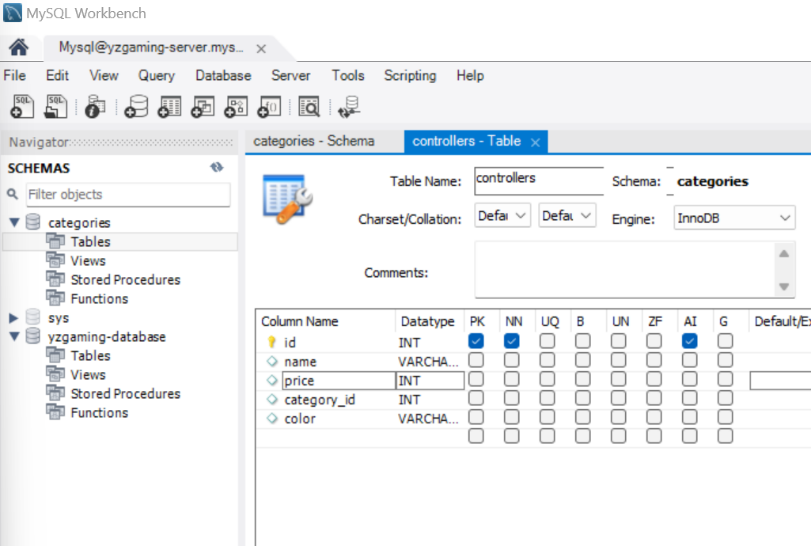 MySQL Workbench
Mysql@yzgaming-server.mys...
File Edit View Query Database Server Tools Scripting Help
Navigator
categories - Schema
controllers - Table
SCHEMAS
Filter objects
categories
Tables
Views
Stored Procedures
Functions
sys
yzgaming-database
Tables
Views
Stored Procedures
Functions
Table Name: controllers Schema: categories
Charset/Collation: Defau Defau Engine: InnoDB
Comments:
Column Name Datatype PK NN UQ B UN ZF AI G Default/Ex
id INT
name VARCHA...
price INT
category_id INT
color VARCHA...